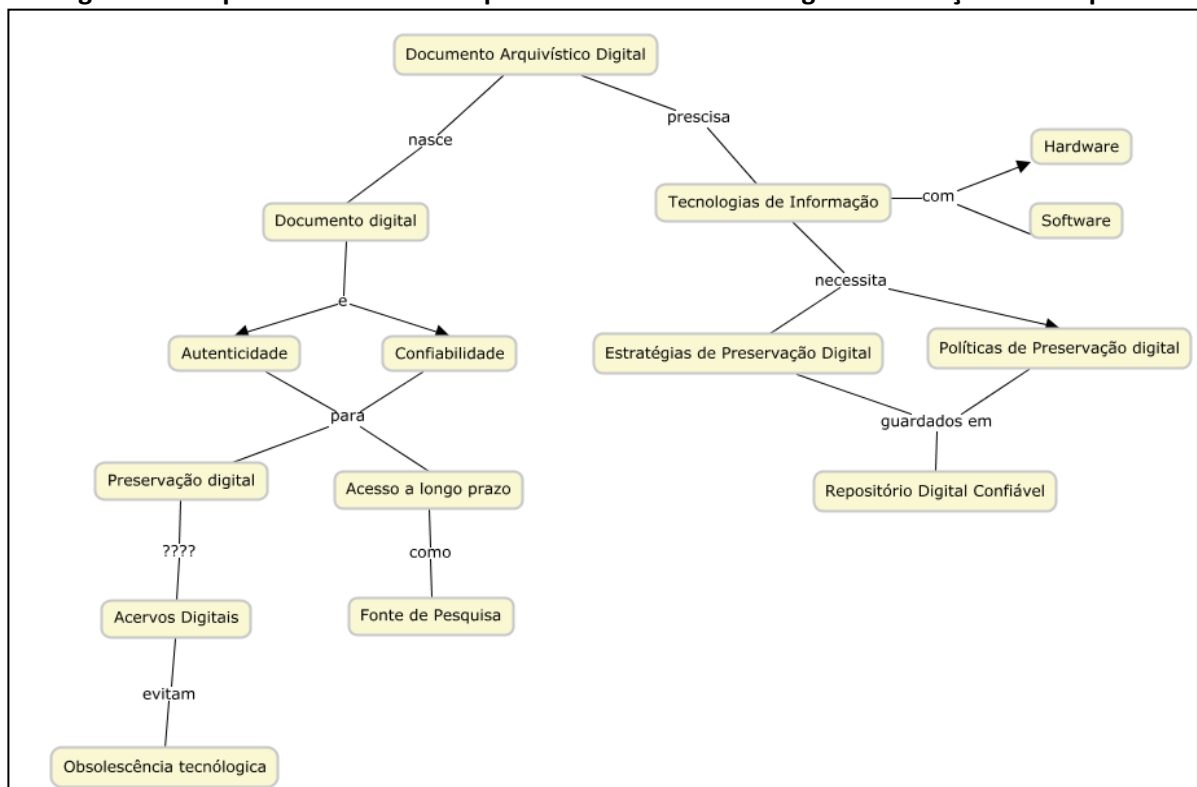 Documento Arquivístico Digital
nasce
prescisa
Hardware
Tecnologias de Informação
com
Documento digital
Software
necessita
e
Autenticidade
Confiabilidade
Estratégias de Preservação Digital
Políticas de Preservação digital
para
guardados em
Preservação digital
Acesso a longo prazo
Repositório Digital Confiável
????
como
Acervos Digitais
Fonte de Pesquisa
evitam
Obsolescência tecnólogica